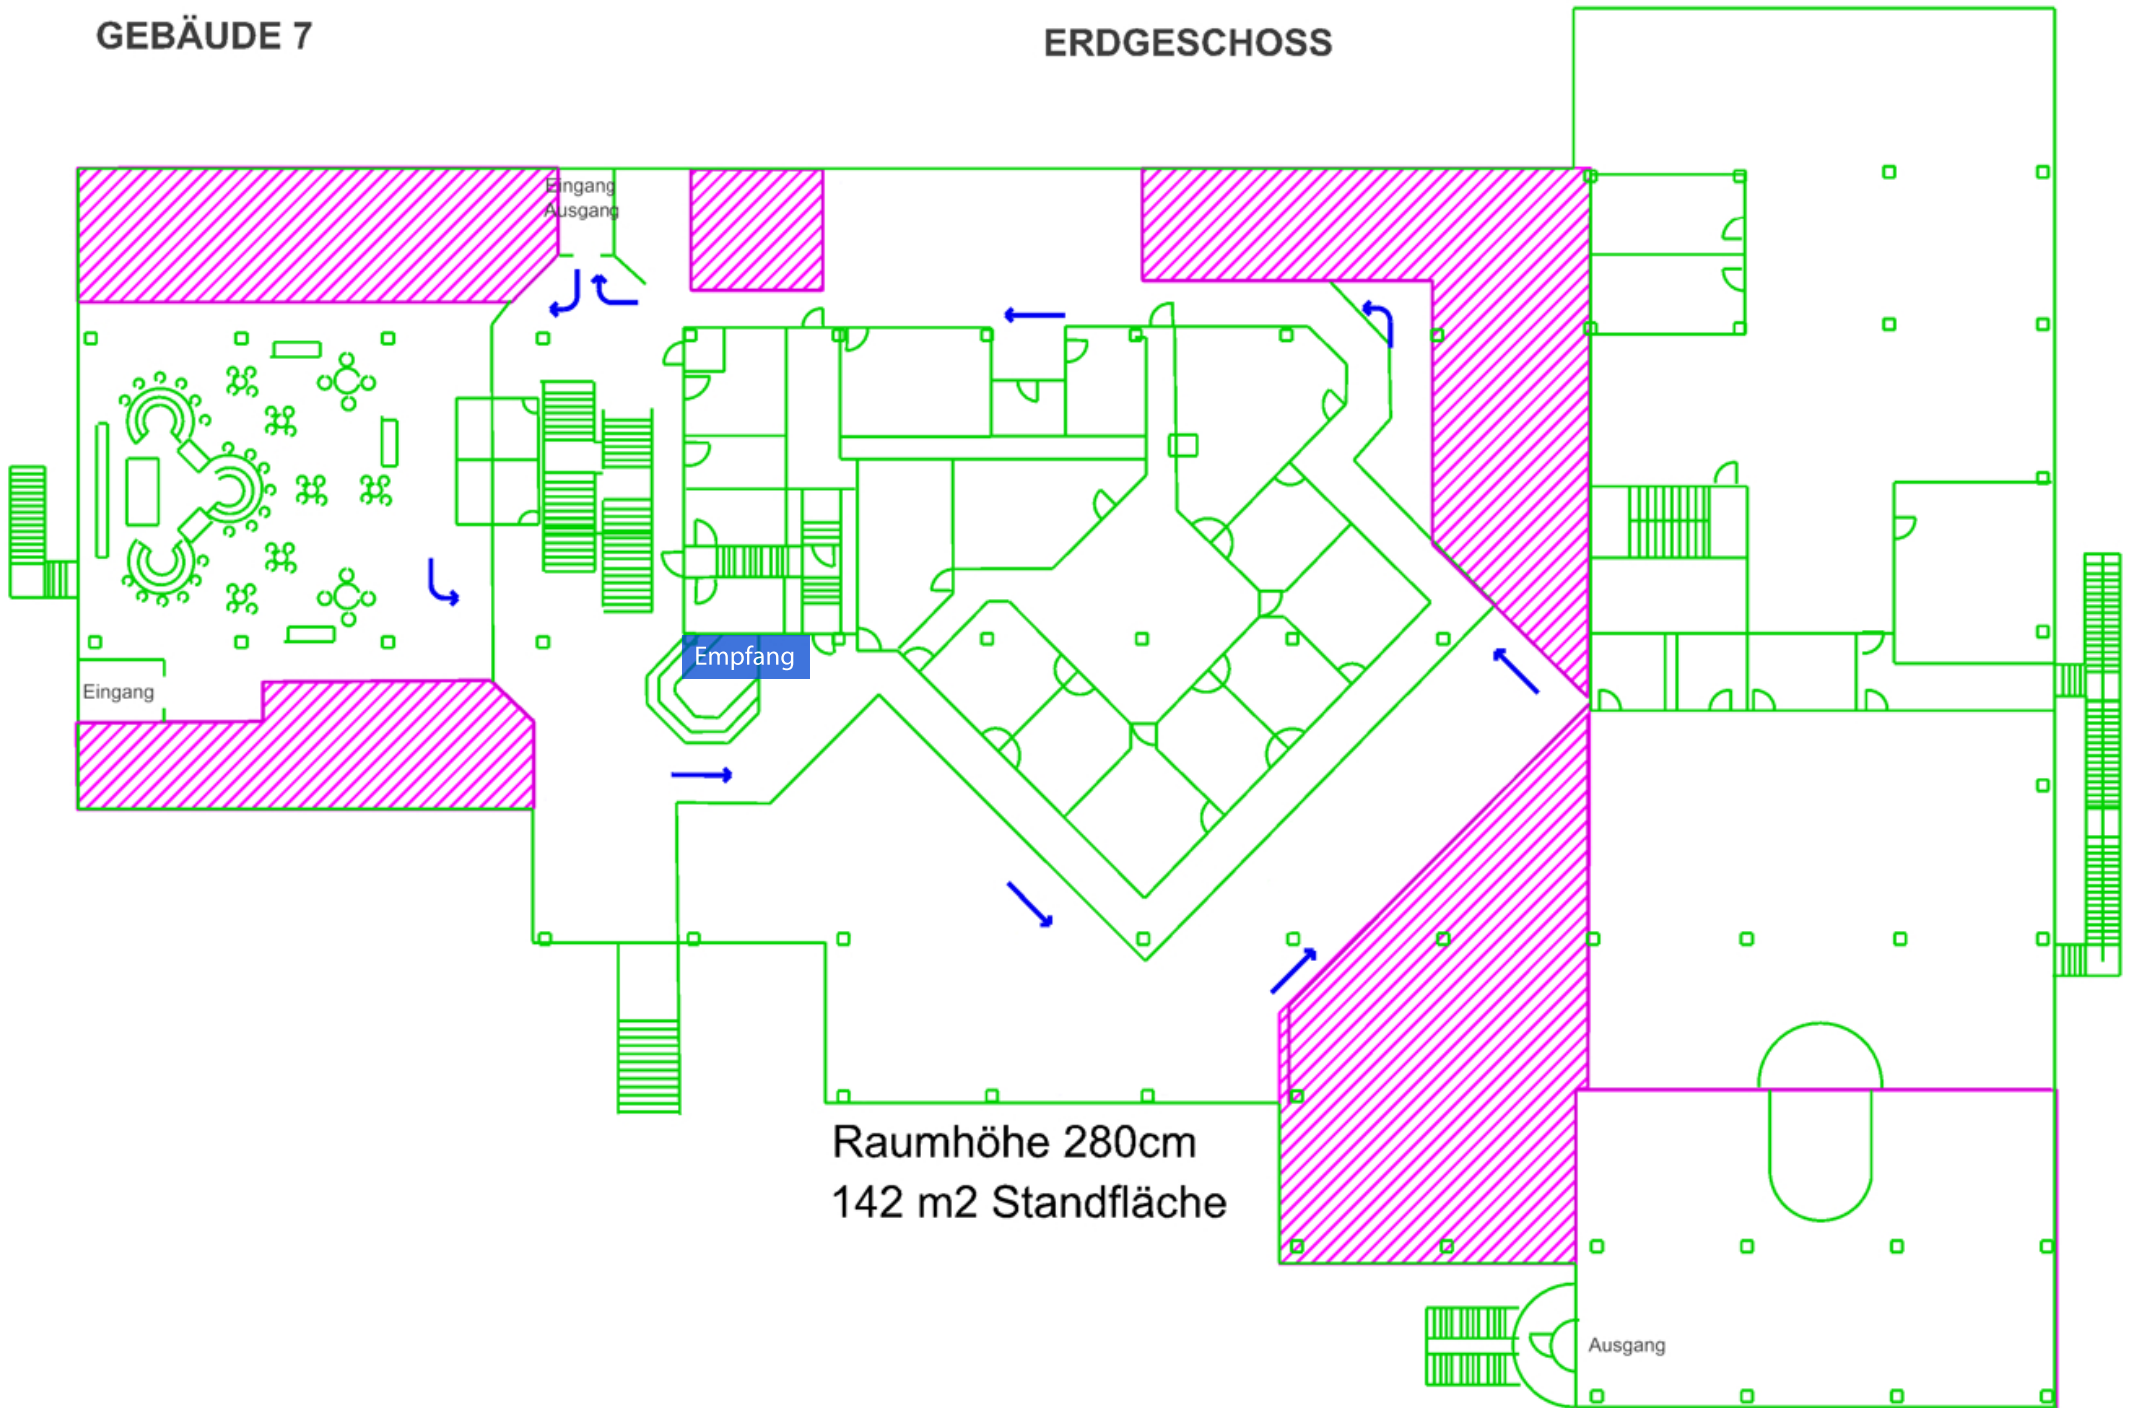 GEBÄUDE 7
ERDGESCHOSS
Eingang
Ausgang
Empfang
Eingang
Raumhöhe 280cm
142 m2 Standfläche
Ausgang